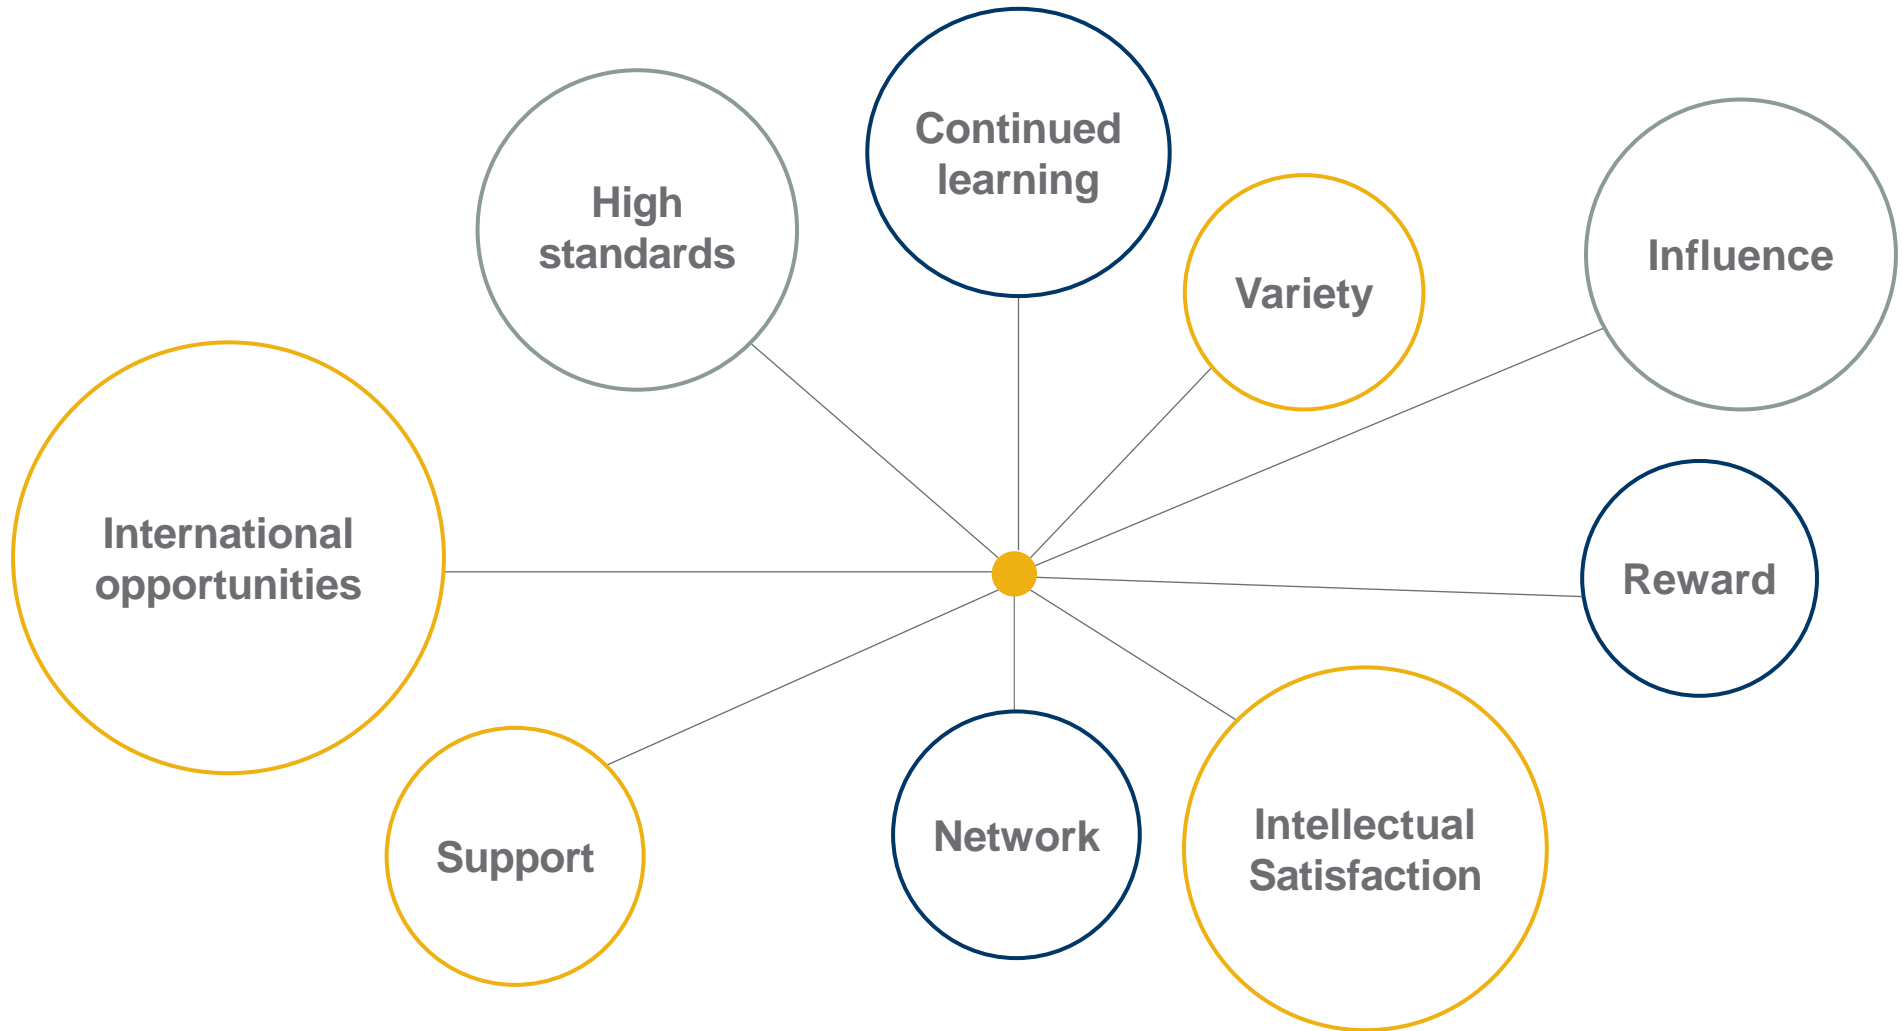 Continued
learning
High
standards
Variety
Influence
International
opportunities
Reward
Support
Network
Intellectual
Satisfaction